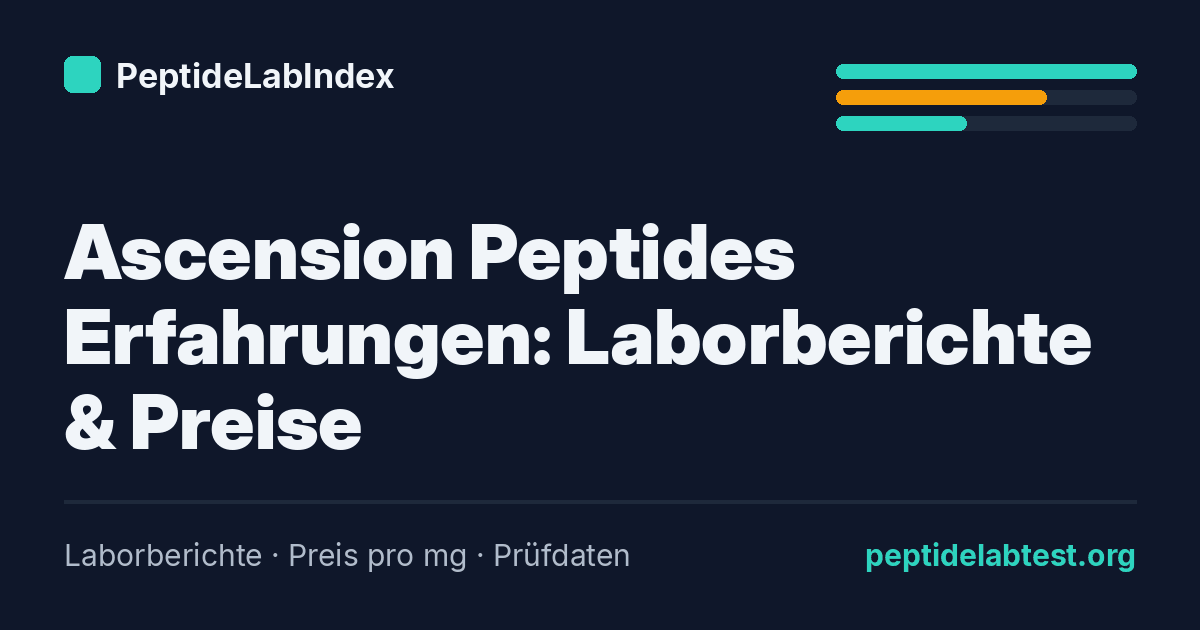 PeptideLabIndex
Ascension Peptides
Erfahrungen: Laborberichte
& Preise
Laborberichte · Preis pro mg · Prüfdaten
peptidelabtest.org